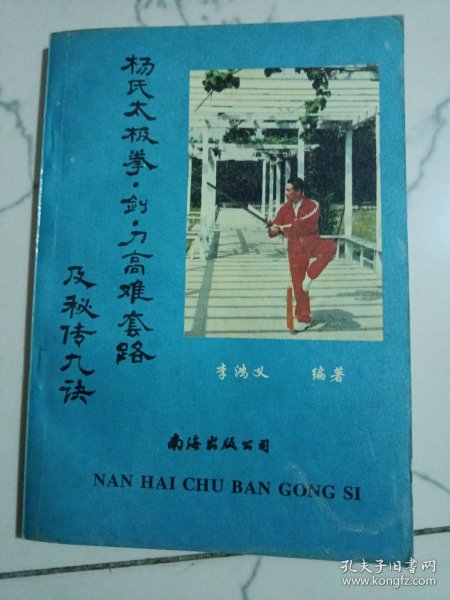 杨氏太极拳·剑·刀高难套路
及秘传九诀
李鸿义 编著
南海出版公司
NAN HAI CHU BAN GONG SI
孔夫子旧书网
www.kongfz.com